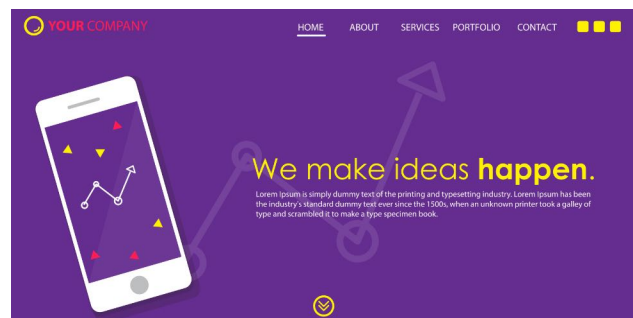 YOUR COMPANY
HOME ABOUT SERVICES PORTFOLIO CONTACT
We make ideas happen.
Lorem Ipsum is simply dummy text of the printing and typesetting industry. Lorem Ipsum has been
the industry's standard dummy text ever since the 1500s, when an unknown printer took a galley of
type and scrambled it to make a type specimen book.